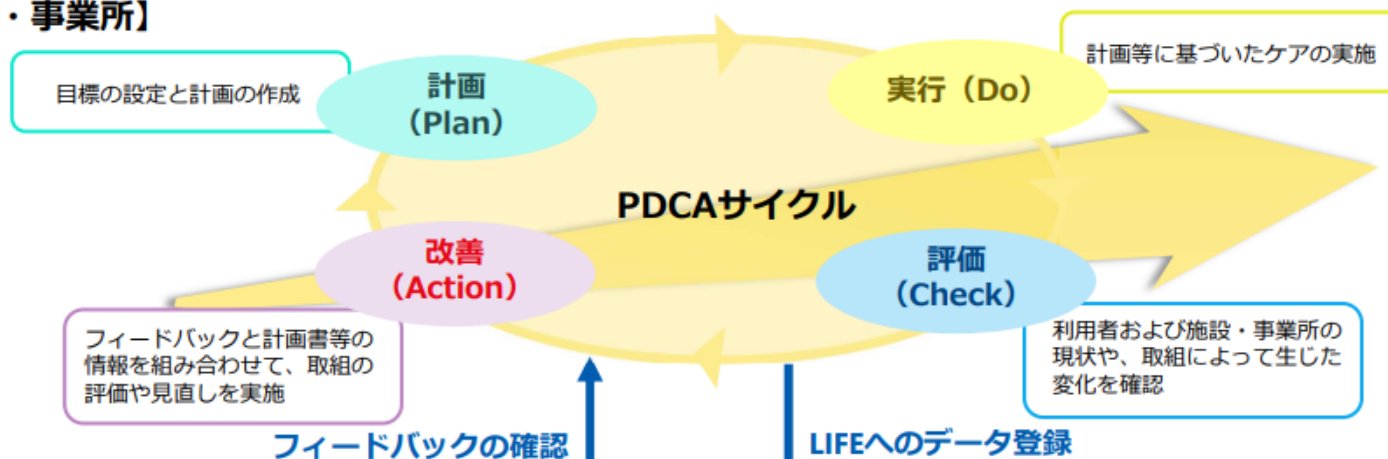 ・事業所】
目標の設定と計画の作成
計画
（Plan）
実行（Do）
計画等に基づいたケアの実施
PDCAサイクル
改善
（Action）
評価
（Check）
フィードバックと計画書等の
情報を組み合わせて、取組の
評価や見直しを実施
利用者および施設・事業所の
現状や、取組によって生じた
変化を確認
フィードバックの確認
LIFEへのデータ登録